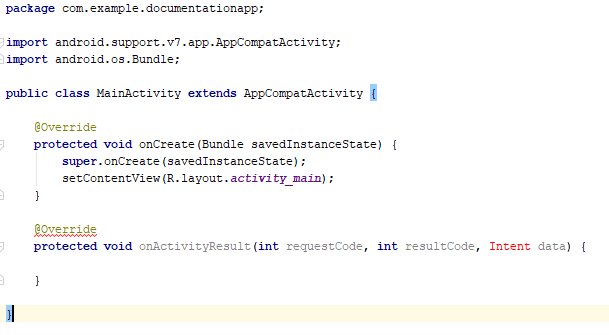 package com.example.documentationapp;
import android.support.v7.app.AppCompatActivity;
import android.os.Bundle;
public class MainActivity extends AppCompatActivity {
@Override
protected void onCreate(Bundle savedInstanceState) {
super.onCreate(savedInstanceState);
setContentView(R.layout.activity_main);
}
@Override
protected void onActivityResult(int requestCode, int resultCode, Intent data) {
}
}